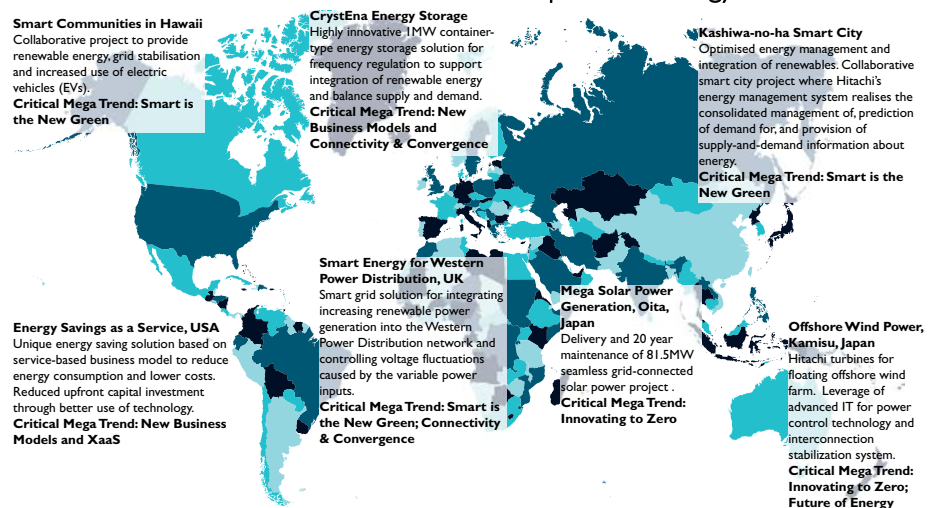 Smart Communities in Hawaii
Collaborative project to provide
renewable energy, grid stabilisation
and increased use of electric
vehicles (EVs).
Critical Mega Trend: Smart is
the New Green
CrystEna Energy Storage
Highly innovative 1MW container-
type energy storage solution for
frequency regulation to support
integration of renewable energy
and balance supply and demand.
Critical Mega Trend: New
Business Models and
Connectivity & Convergence
Kashiwa-no-ha Smart City
Optimised energy management and
integration of renewables. Collaborative
smart city project where Hitachi's
energy management system realises the
consolidated management of, prediction
of demand for, and provision of
supply-and-demand information about
energy.
Critical Mega Trend: Smart is the
New Green
Energy Savings as a Service, USA
Unique energy saving solution based on
service-based business model to reduce
energy consumption and lower costs.
Reduced upfront capital investment
through better use of technology.
Critical Mega Trend: New Business
Models and XaaS
Smart Energy for Western
Power Distribution, UK
Smart grid solution for integrating
increasing renewable power
generation into the Western
Power Distribution network and
controlling voltage fluctuations
caused by the variable power
inputs.
Critical Mega Trend: Smart is
the New Green; Connectivity
& Convergence
Mega Solar Power
Generation, Oita,
Japan
Delivery and 20 year
maintenance of 81.5MW
seamless grid-connected
solar power project .
Critical Mega Trend:
Innovating to Zero
Offshore Wind Power,
Kamisu, Japan
Hitachi turbines for
floating offshore wind
farm. Leverage of
advanced IT for power
control technology and
interconnection
stabilization system.
Critical Mega Trend:
Innovating to Zero;
Future of Energy